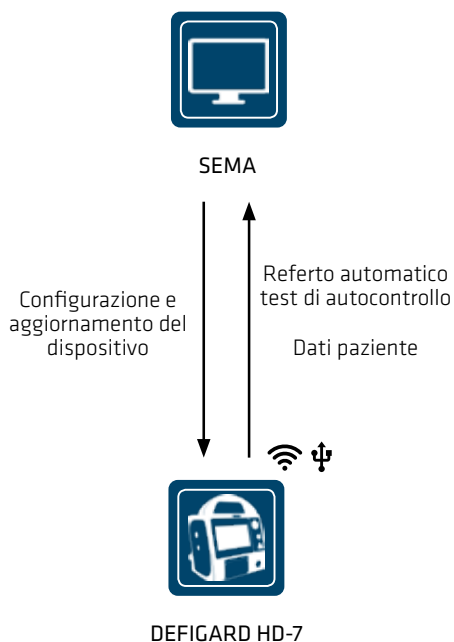 SEMA
Configurazione e
aggiornamento del
dispositivo
Referto automatico
test di autocontrollo
Dati paziente
DEFIGARD HD-7